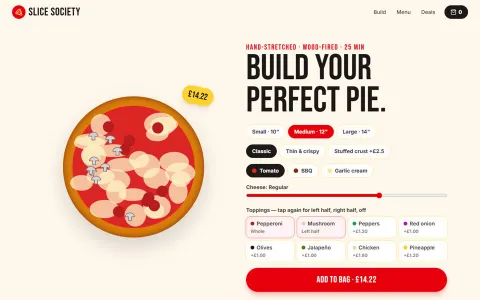 SLICE SOCIETY
Build
Menu
Deals
0
HAND-STRETCHED · WOOD-FIRED · 25 MIN
BUILD YOUR
PERFECT PIE.
£14.22
Small · 10"
Medium · 12"
Large · 14"
Classic
Thin & crispy
Stuffed crust +£2.5
Tomato
BBQ
Garlic cream
Cheese: Regular
Toppings — tap again for left half, right half, off
Pepperoni
Whole
Mushroom
Left half
Peppers
+£1.20
Red onion
+£1.00
Olives
+£1.00
Jalapeño
+£1.00
Chicken
+£1.80
Pineapple
+£1.20
ADD TO BAG · £14.22